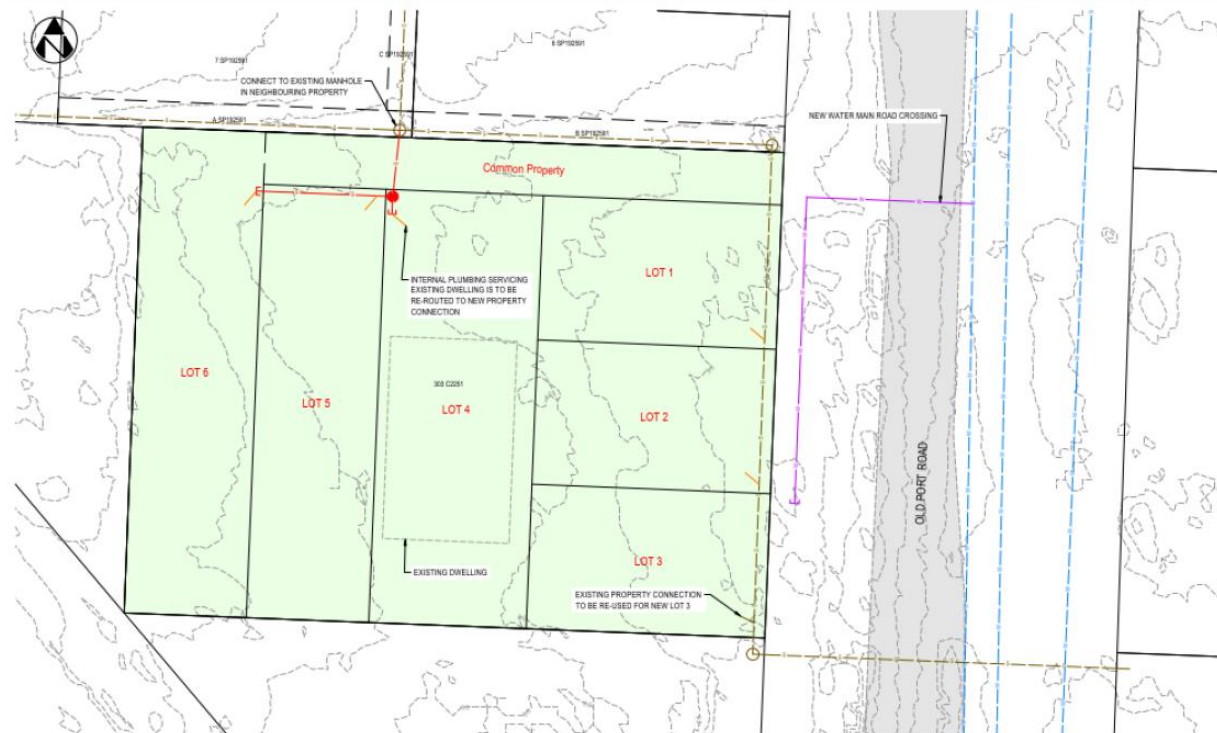 N
7 SP192591
C SP192591
6 SP192591
CONNECT TO EXISTING MANHOLE
IN NEIGHBOURING PROPERTY
A SP192591
B SP192591
NEW WATER MAIN ROAD CROSSING
Common Property
LOT 1
INTERNAL PLUMBING SERVICING
EXISTING DWELLING IS TO BE
RE-ROUTED TO NEW PROPERTY
CONNECTION
LOT 6
LOT 5
303 C2251
LOT 4
LOT 2
OLD PORT ROAD
LOT 3
EXISTING DWELLING
EXISTING PROPERTY CONNECTION
TO BE RE-USED FOR NEW LOT 3